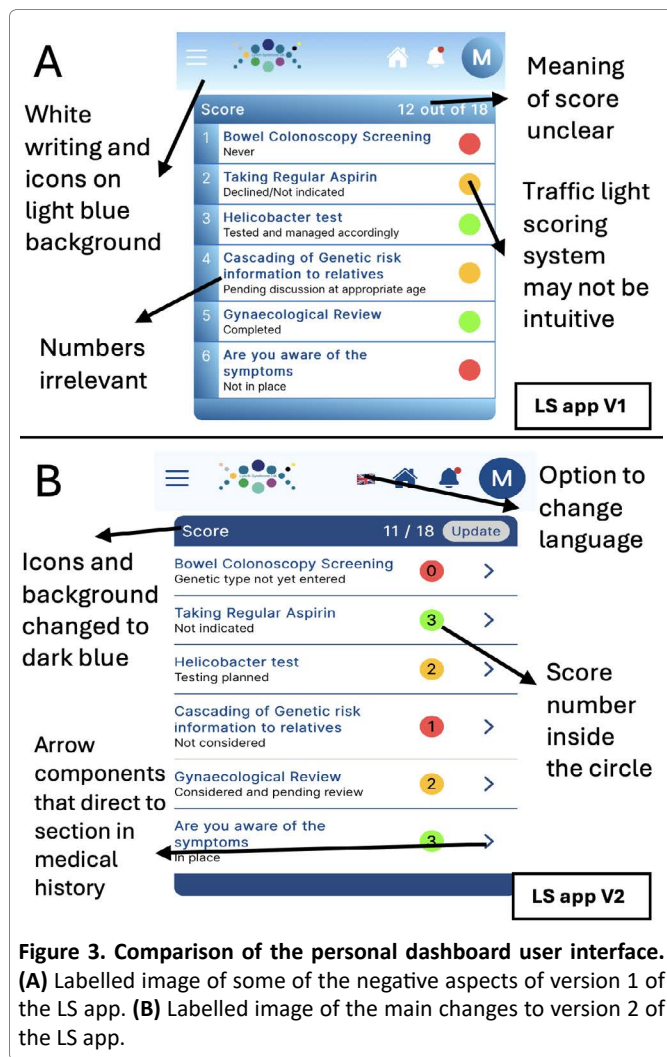 A
M
White
writing and
icons on
light blue
background
Meaning
of score
unclear
Score 12 out of 18
1 Bowel Colonoscopy Screening
Never
2 Taking Regular Aspirin
Declined/Not indicated
3 Helicobacter test
Tested and managed accordingly
4 Cascading of Genetic risk
information to relatives
Pending discussion at appropriate age
5 Gynaecological Review
Completed
6 Are you aware of the
symptoms
Not in place
Traffic light
scoring
system
may not be
intuitive
Numbers
irrelevant
LS app V1
B
M
Option to
change
language
Score 11 / 18 Update
Icons and
background
changed to
dark blue
Bowel Colonoscopy Screening
Genetic type not yet entered
0 >
Taking Regular Aspirin
Not indicated
3 >
Helicobacter test
Testing planned
2 >
Cascading of Genetic risk
information to relatives
Not considered
1 >
Gynaecological Review
Considered and pending review
2 >
Are you aware of the
symptoms
In place
3 >
Score
number
inside
the circle
Arrow
components
that direct to
section in
medical
history
LS app V2
Figure 3. Comparison of the personal dashboard user interface.
(A) Labelled image of some of the negative aspects of version 1 of
the LS app. (B) Labelled image of the main changes to version 2 of
the LS app.